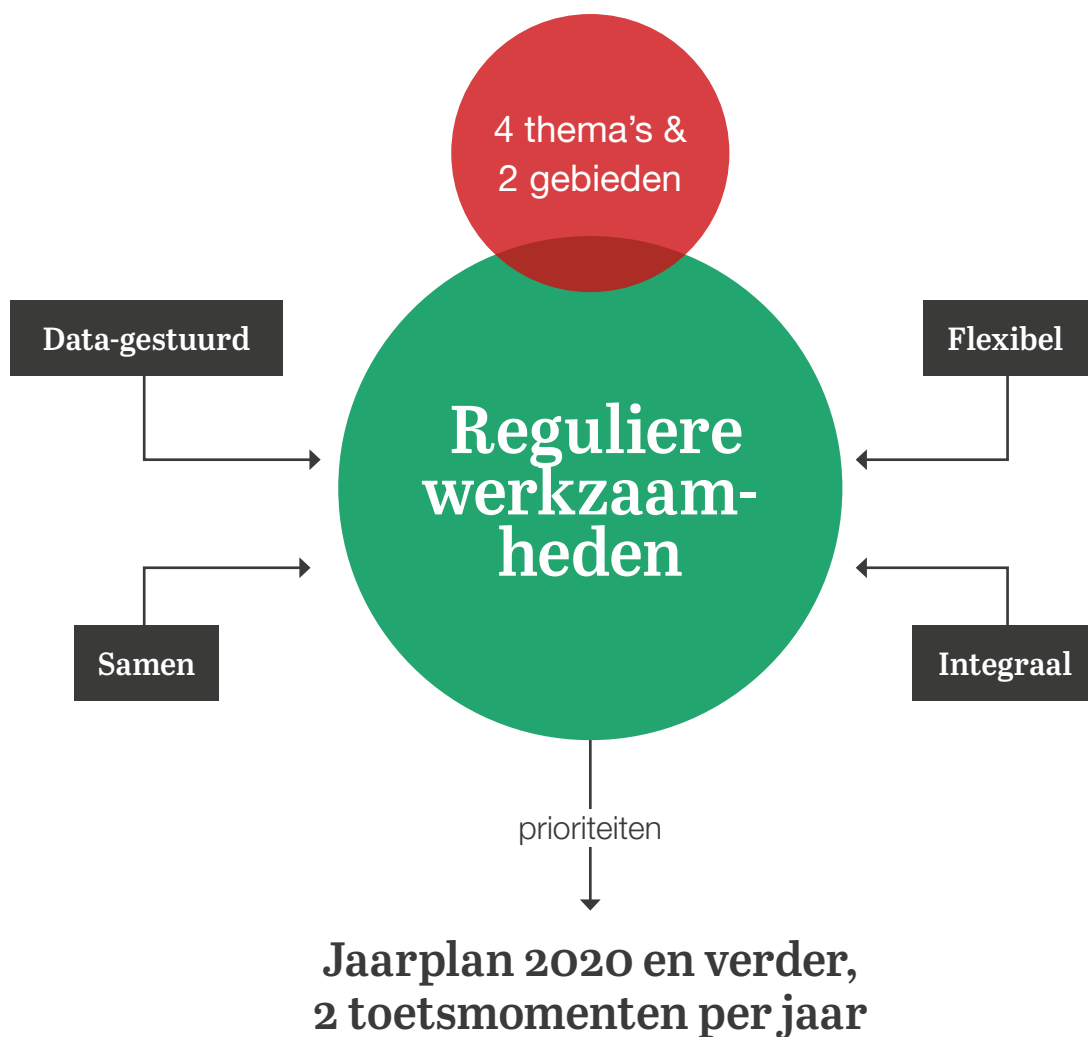 4 thema's &
2 gebieden
Data-gestuurd
Flexibel
Reguliere
werkzaam-
heden
Samen
Integraal
prioriteiten
Jaarplan 2020 en verder,
2 toetsmomenten per jaar